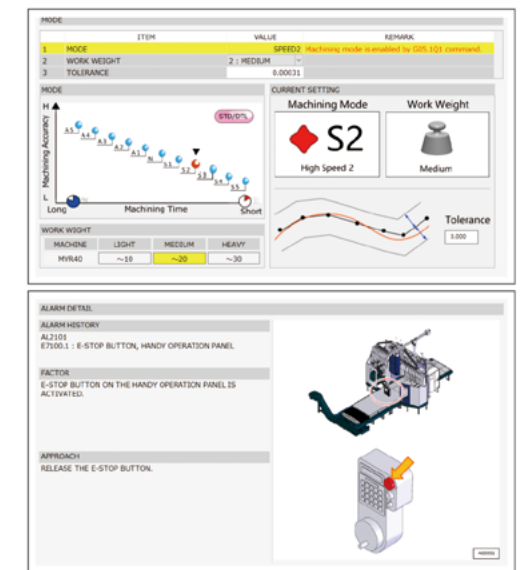 MODE
ITEM VALUE REMARK
1 MODE SPEED2 Machining mode is enabled by G05.1Q1 command.
2 WORK WEIGHT 2 : MEDIUM
3 TOLERANCE 0.00031
MODE
H
STD/DTL
Machining Accuracy
A5 A4 A3 A2 A1 N S1 S2 S3 S4 S5
L
Long Machining Time Short
WORK WIGHT
MACHINE LIGHT MEDIUM HEAVY
MVR40 ~10 ~20 ~30
CURRENT SETTING
Machining Mode Work Weight
S2
High Speed 2 Medium
Tolerance
ALARM DETAIL
ALARM HISTORY
AL2101
E7100.1 : E-STOP BUTTON, HANDY OPERATION PANEL
FACTOR
E-STOP BUTTON ON THE HANDY OPERATION PANEL IS
ACTIVATED.
APPROACH
RELEASE THE E-STOP BUTTON.